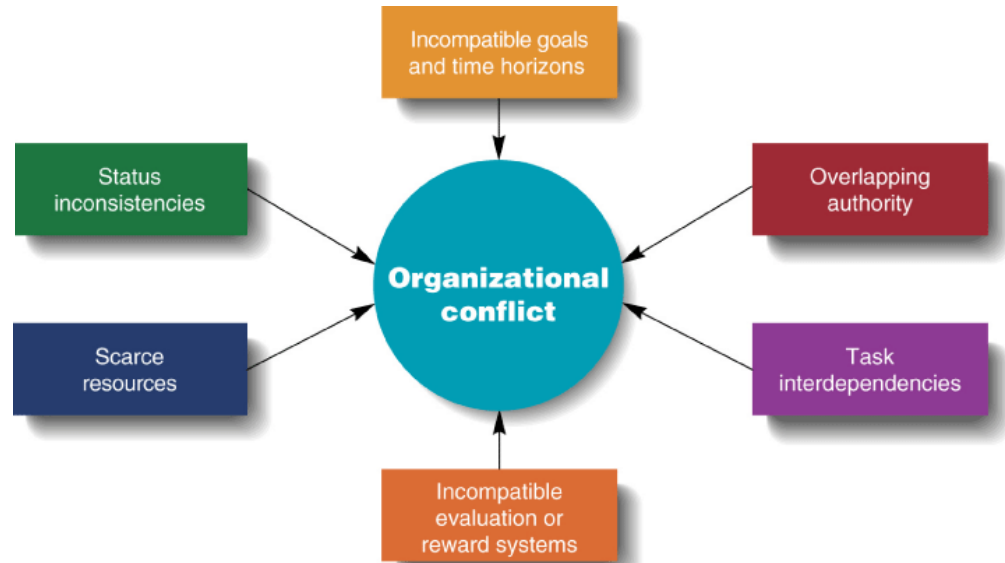 Incompatible goals
and time horizons
Status
inconsistencies
Overlapping
authority
Organizational
conflict
Scarce
resources
Task
interdependencies
Incompatible
evaluation or
reward systems